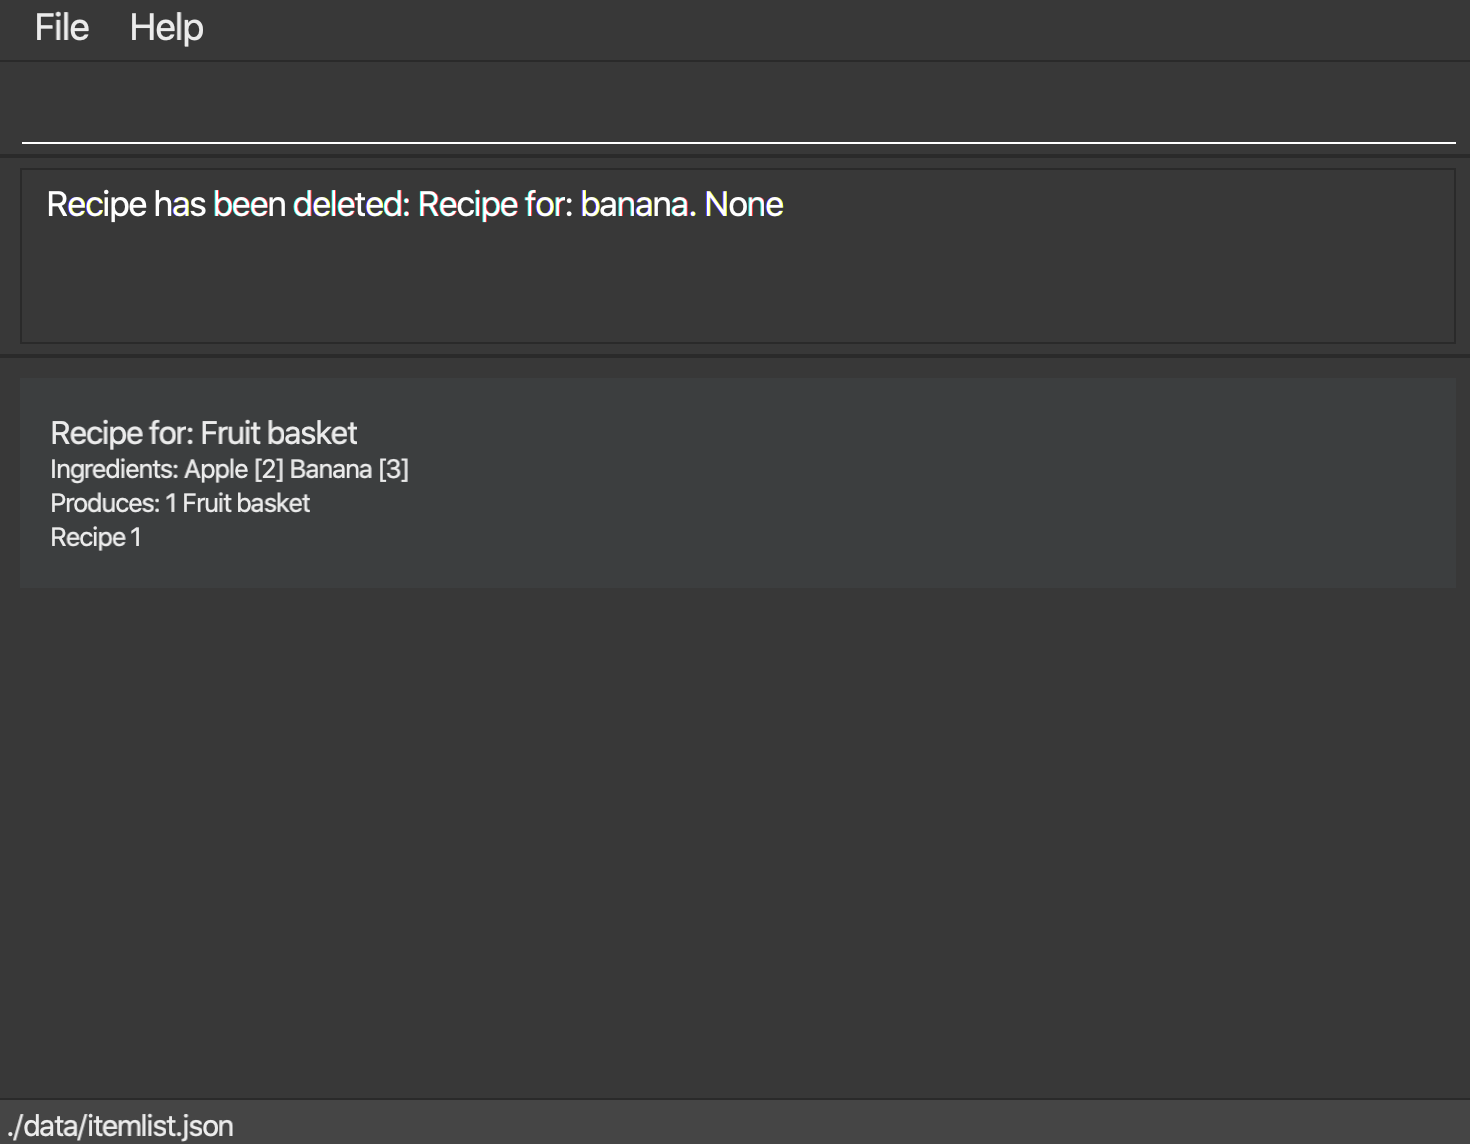 File Help
Recipe has been deleted: Recipe for: banana. None
Recipe for: Fruit basket
Ingredients: Apple [2] Banana [3]
Produces: 1 Fruit basket
Recipe 1
./data/itemlist.json